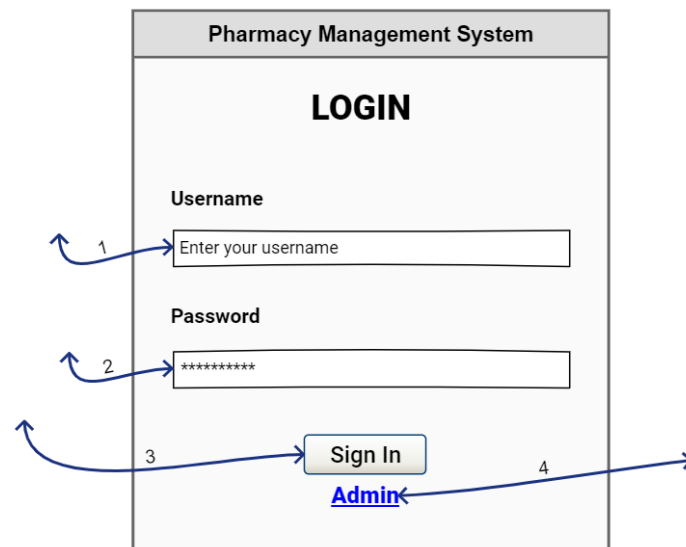 Pharmacy Management System
LOGIN
Username
1
Enter your username
Password
2
**********
3
Sign In
4
Admin